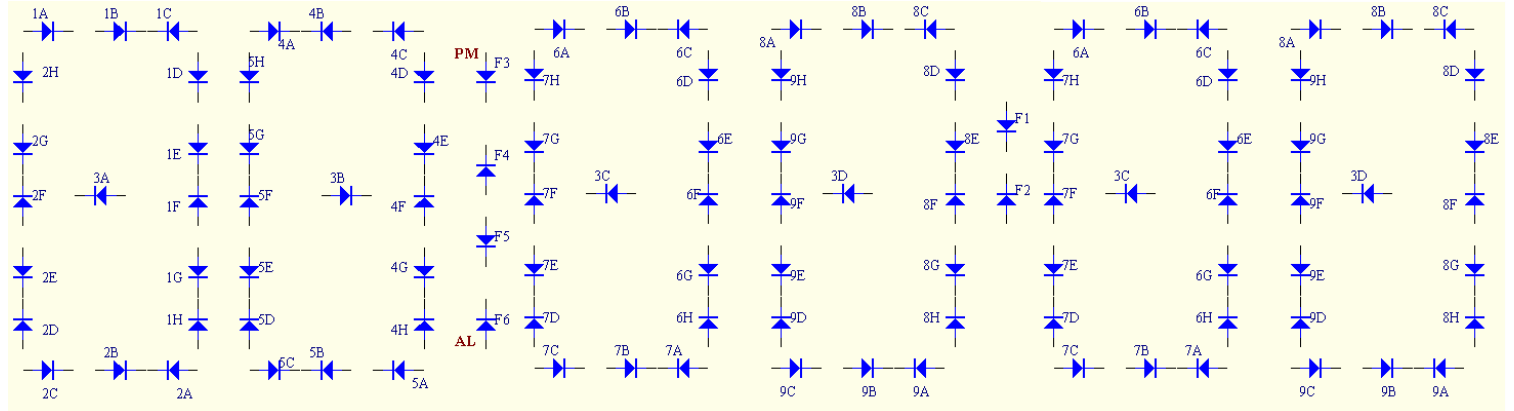 1A 1B 1C 4B 6B 8B 8C 6B 8B 8C
4A 4C 6A 6C 8A 6A 6C 8A
PM
2H 1D 5H 4D F3 7H 6D 9H 8D 7H 6D 9H 8D
F1
2G 1E 5G 4E F4 7G 6E 9G 8E 7G 6E 9G 8E
3A 3B 3C 3D 3C 3D
2F 1F 5F 4F 7F 6F 9F 8F F2 7F 6F 9F 8F
F5
2E 1G 5E 4G 7E 6G 9E 8G 7E 6G 9E 8G
2D 1H 5D 4H F6 7D 6H 9D 8H 7D 6H 9D 8H
AL
2B 5C 5B 7C 7B 7A 7C 7B 7A
2C 2A 5A 9C 9B 9A 9C 9B 9A